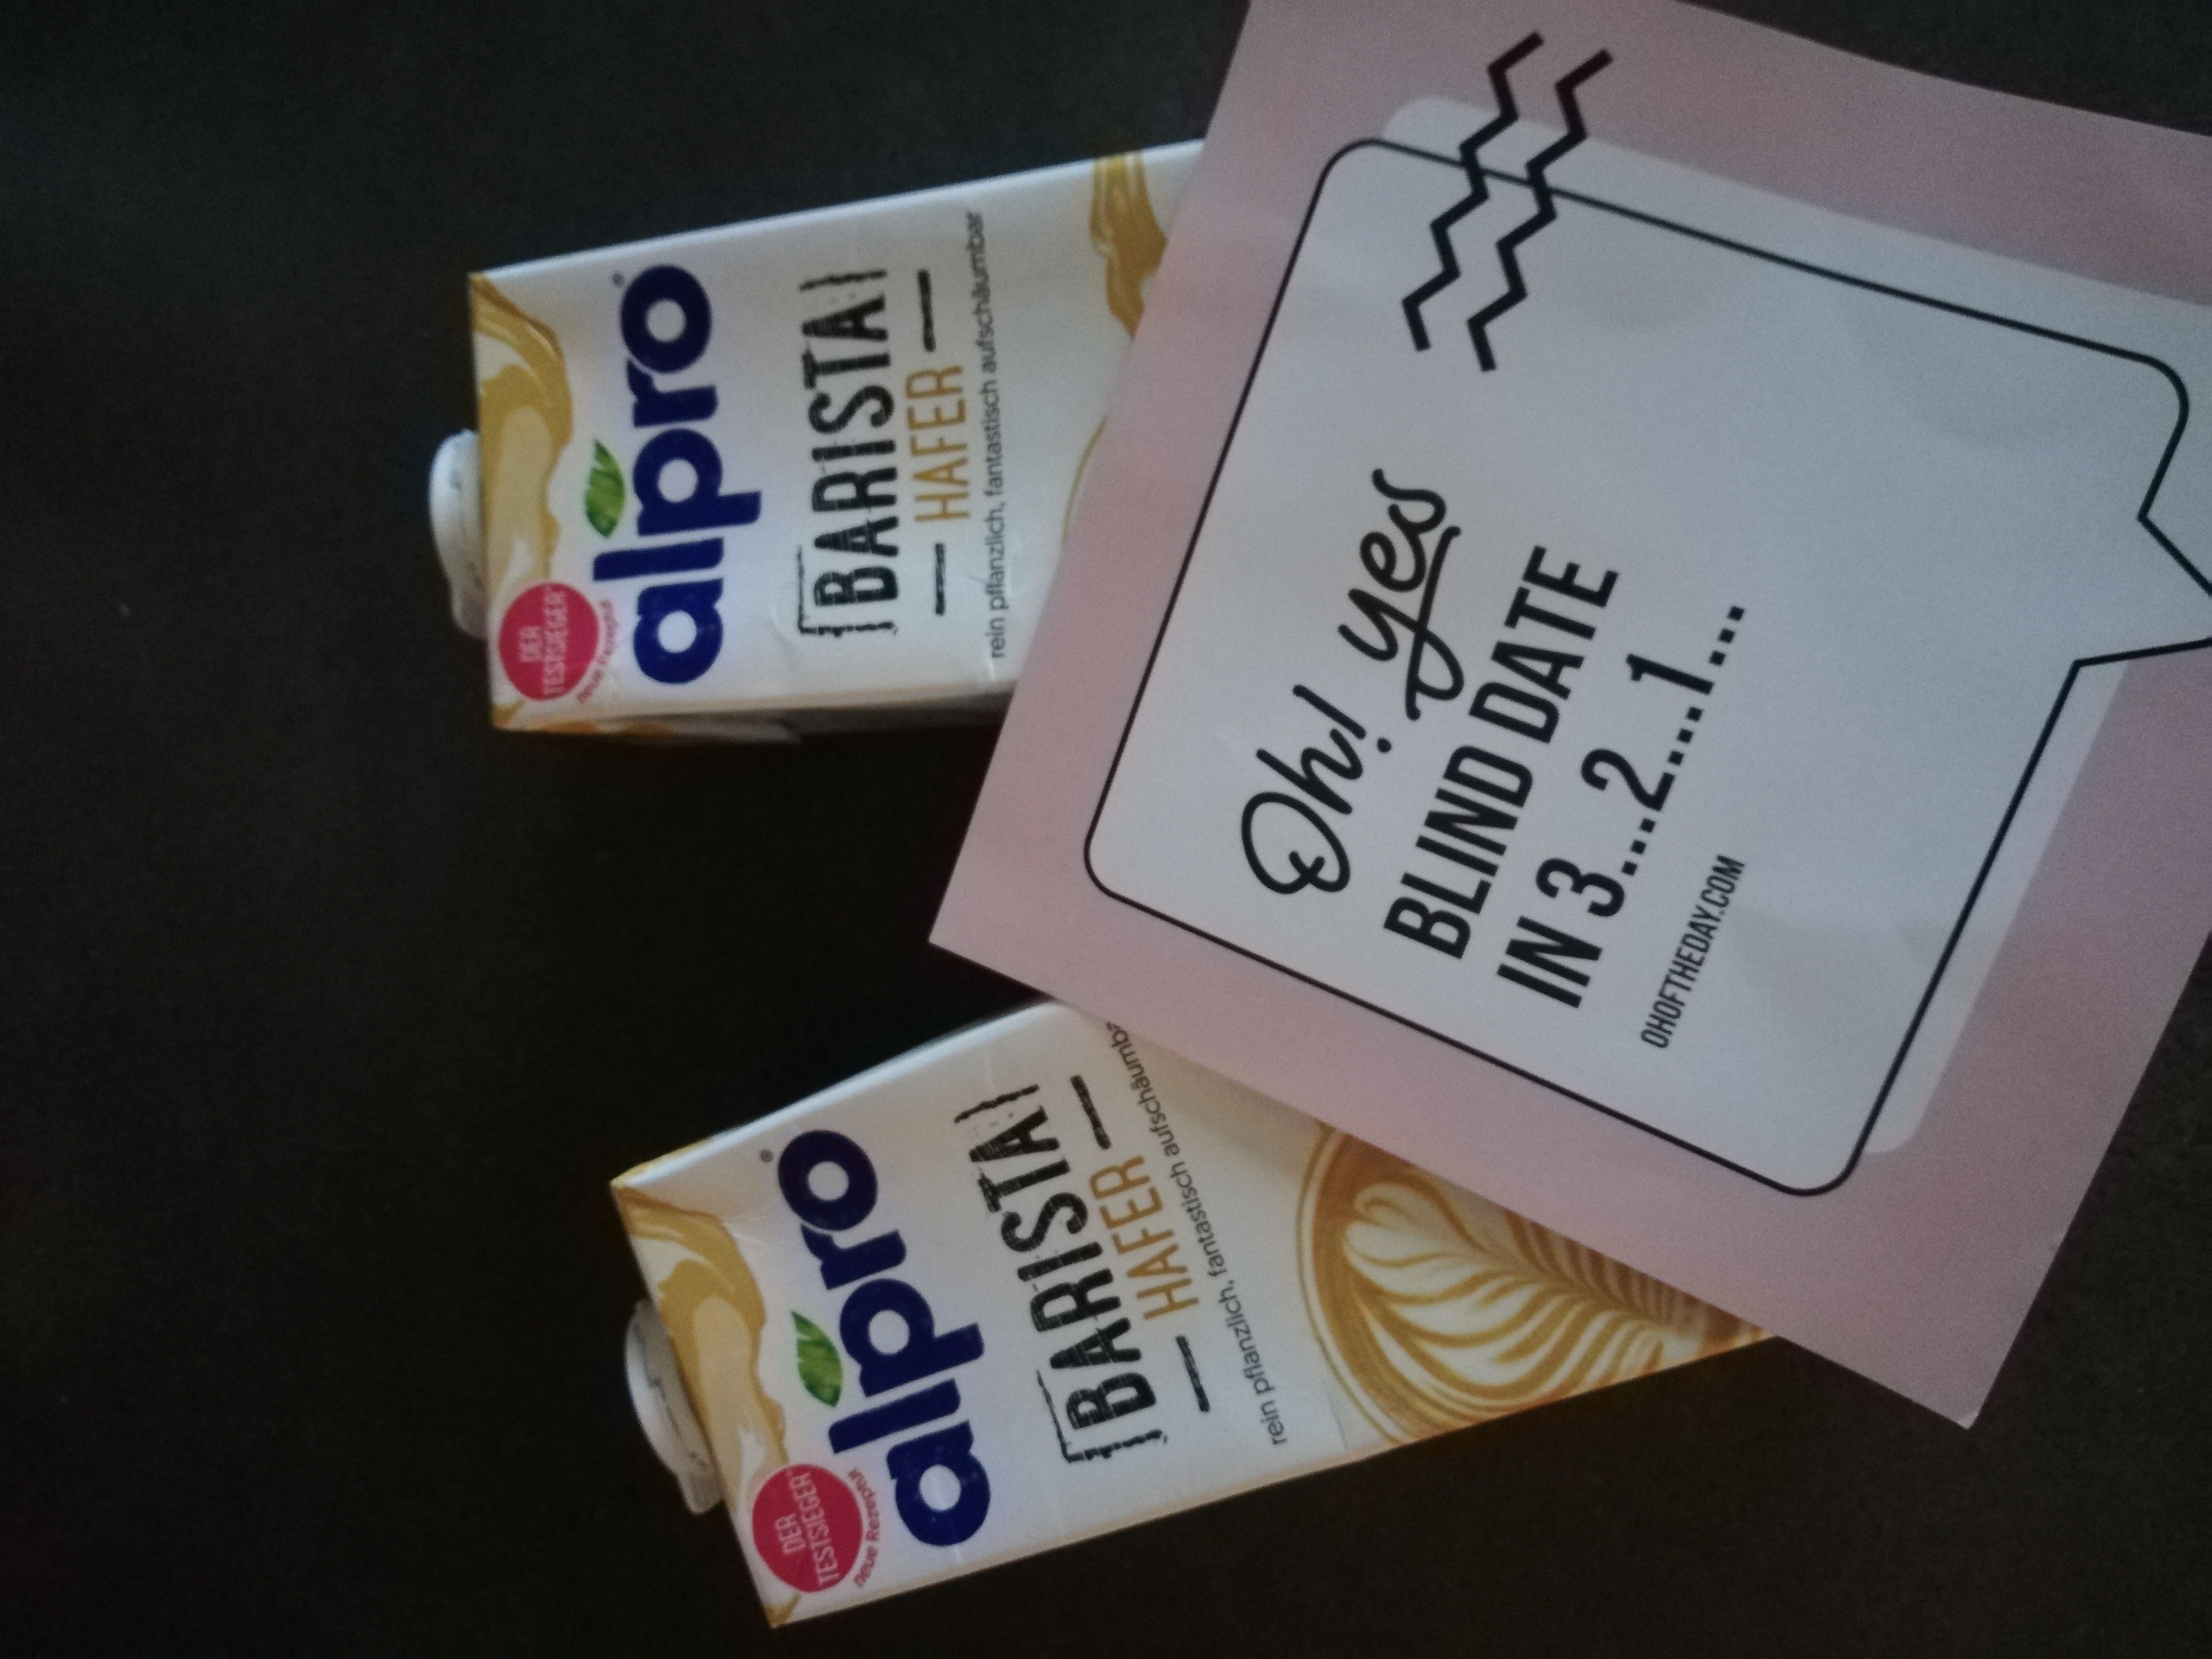 DER
TESTSIEGER
neue Rezeptur
alpro®
BARISTA
HAFER
rein pflanzlich, fantastisch aufschäumbar
DER
TESTSIEGER
neue Rezeptur
alpro®
BARISTA
HAFER
rein pflanzlich, fantastisch aufschäumba
Oh! yes
BLIND DATE
IN 3...2...1...
OHOFTHEDAY.COM